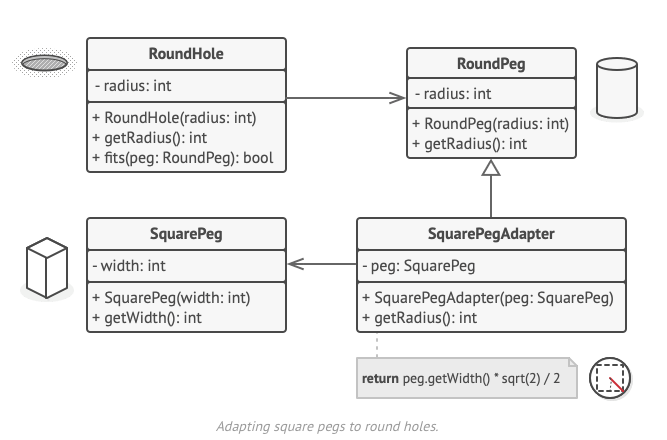 RoundHole
- radius: int
+ RoundHole(radius: int)
+ getRadius(): int
+ fits(peg: RoundPeg): bool
RoundPeg
- radius: int
+ RoundPeg(radius: int)
+ getRadius(): int
SquarePeg
- width: int
+ SquarePeg(width: int)
+ getWidth(): int
SquarePegAdapter
- peg: SquarePeg
+ SquarePegAdapter(peg: SquarePeg)
+ getRadius(): int
return peg.getWidth() * sqrt(2) / 2
Adapting square pegs to round holes.